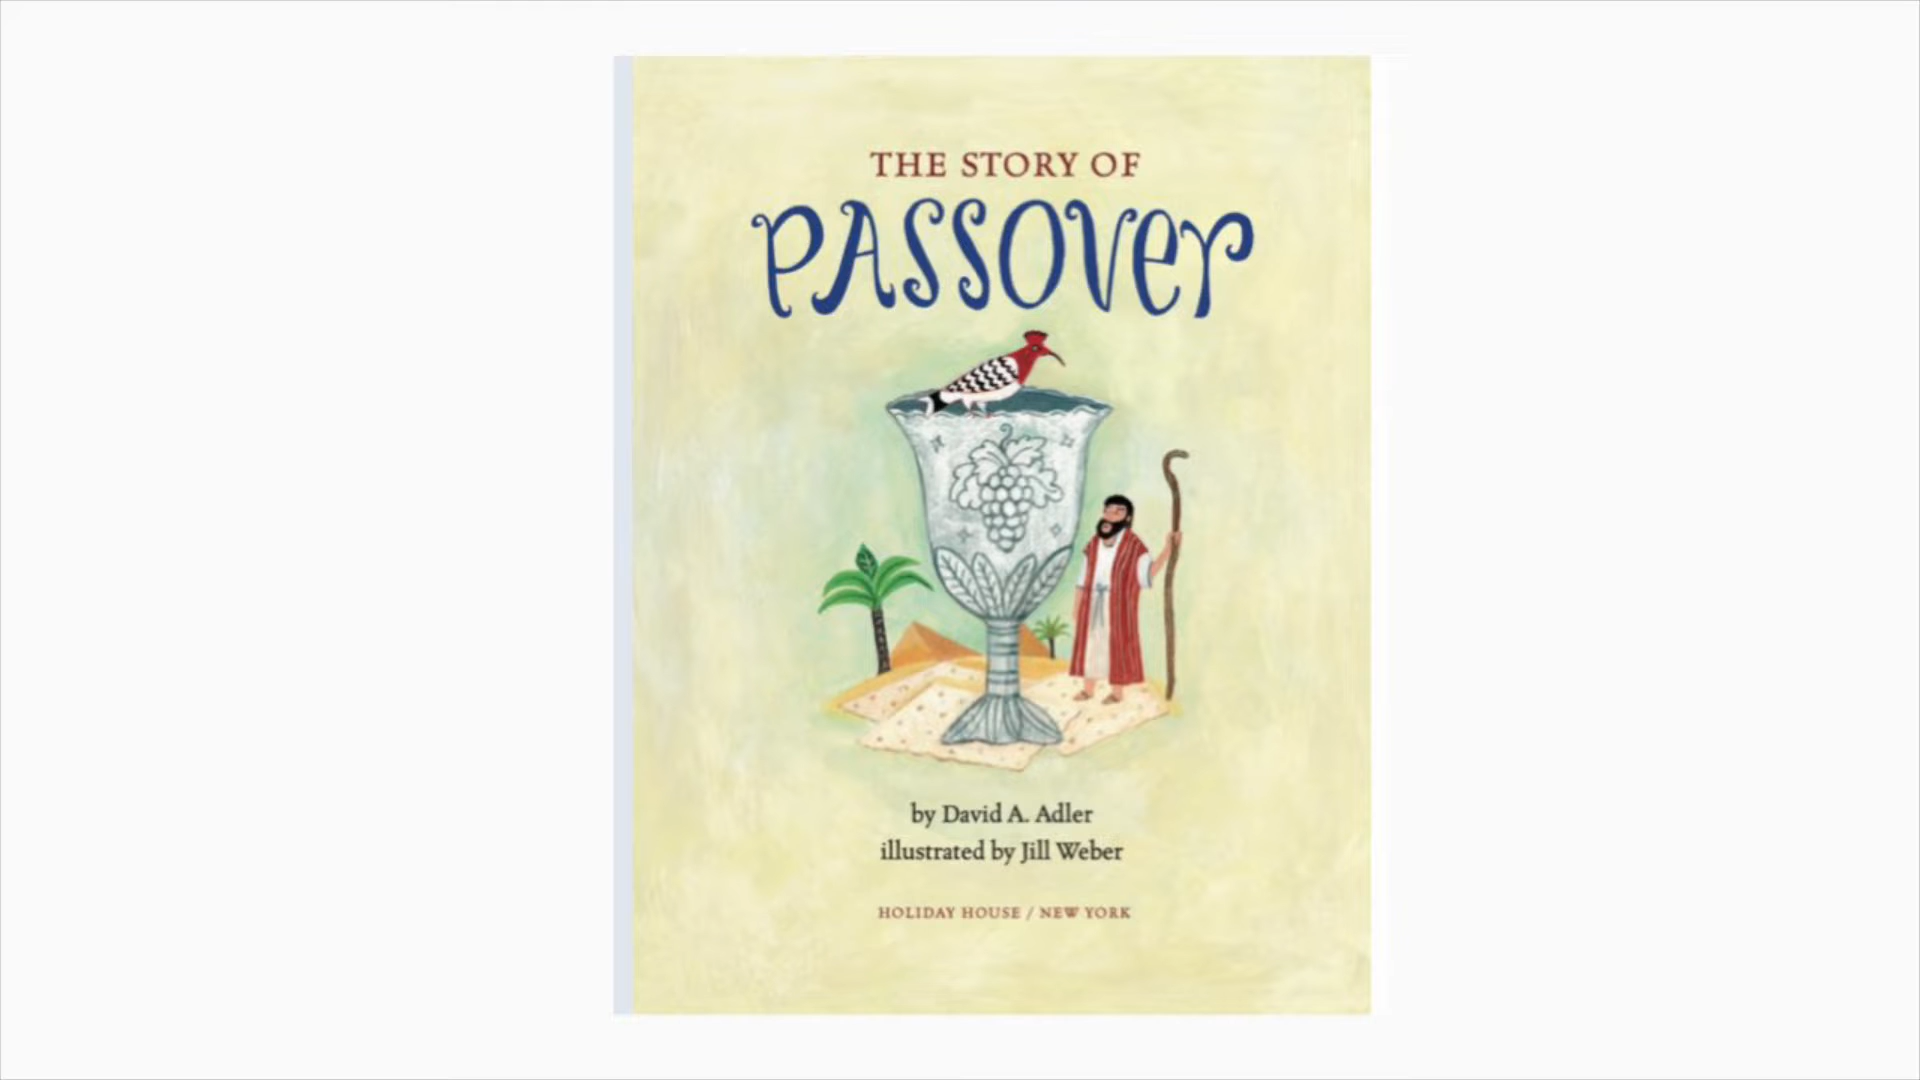 THE STORY OF
PASSOVer
by David A. Adler
illustrated by Jill Weber
HOLIDAY HOUSE / NEW YORK